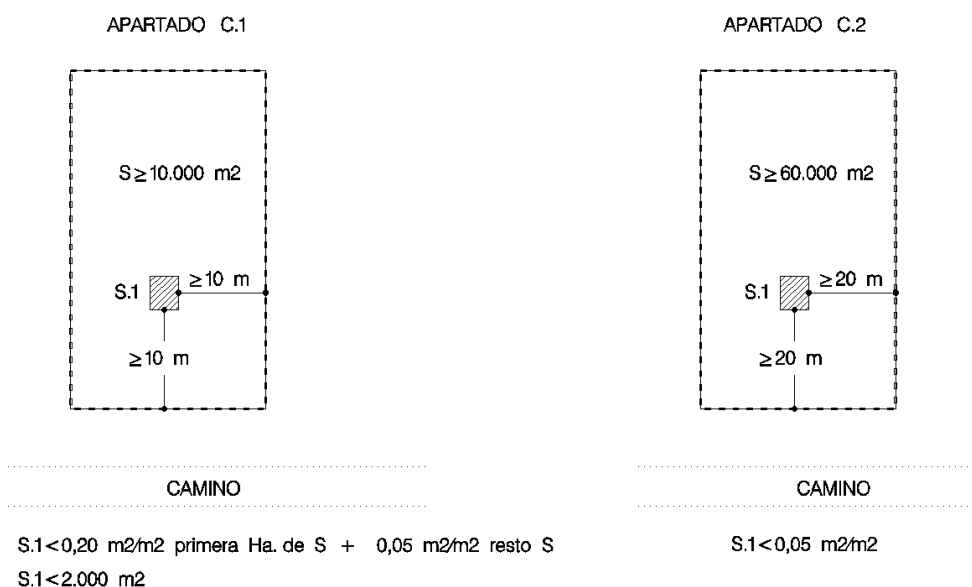 APARTADO C.1
S≥10.000 m2
S.1
≥10 m
≥10 m
CAMINO
S.1<0,20 m2/m2 primera Ha. de S + 0,05 m2/m2 resto S
S.1<2.000 m2
APARTADO C.2
S≥60.000 m2
S.1
≥20 m
≥20 m
CAMINO
S.1<0,05 m2/m2